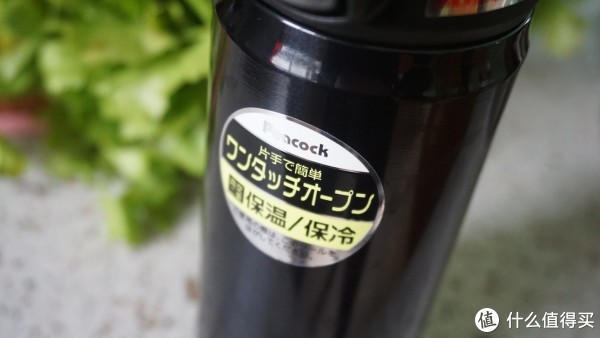 Peacock
片手で簡単
ワンタッチオープン
保温/保冷
値 什么值得买